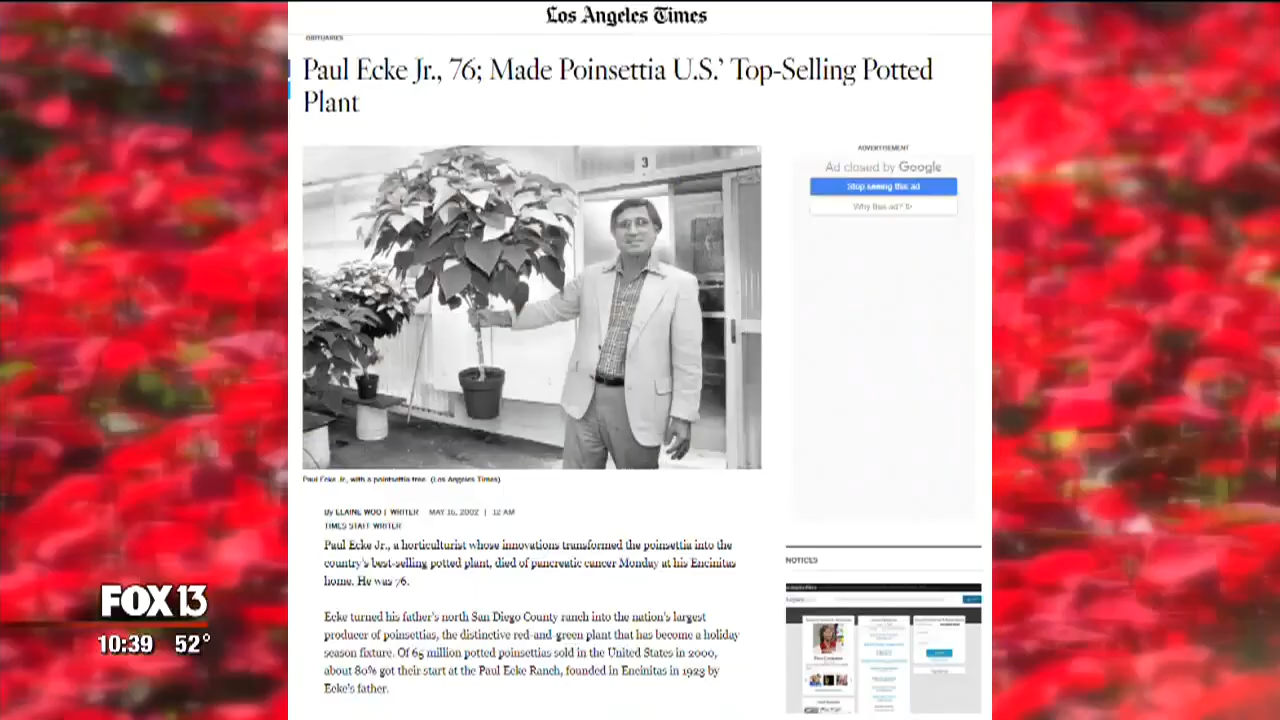 Los Angeles Times
OBITUARIES
Paul Ecke Jr., 76; Made Poinsettia U.S.' Top-Selling Potted
Plant
3
ADVERTISEMENT
Ad closed by Google
Stop seeing this ad
Why this ad?
Paul Ecke Jr., with a poinsettia tree. (Los Angeles Times)
By ELAINE WOO | WRITER MAY 16, 2002 | 12 AM
TIMES STAFF WRITER
Paul Ecke Jr., a horticulturist whose innovations transformed the poinsettia into the
country's best-selling potted plant, died of pancreatic cancer Monday at his Encinitas
home. He was 76.
Ecke turned his father's north San Diego County ranch into the nation's largest
producer of poinsettias, the distinctive red-and-green plant that has become a holiday
season fixture. Of 65 million potted poinsettias sold in the United States in 2000,
about 80% got their start at the Paul Ecke Ranch, founded in Encinitas in 1923 by
Ecke's father.
NOTICES
FOX 13
10:39 52°